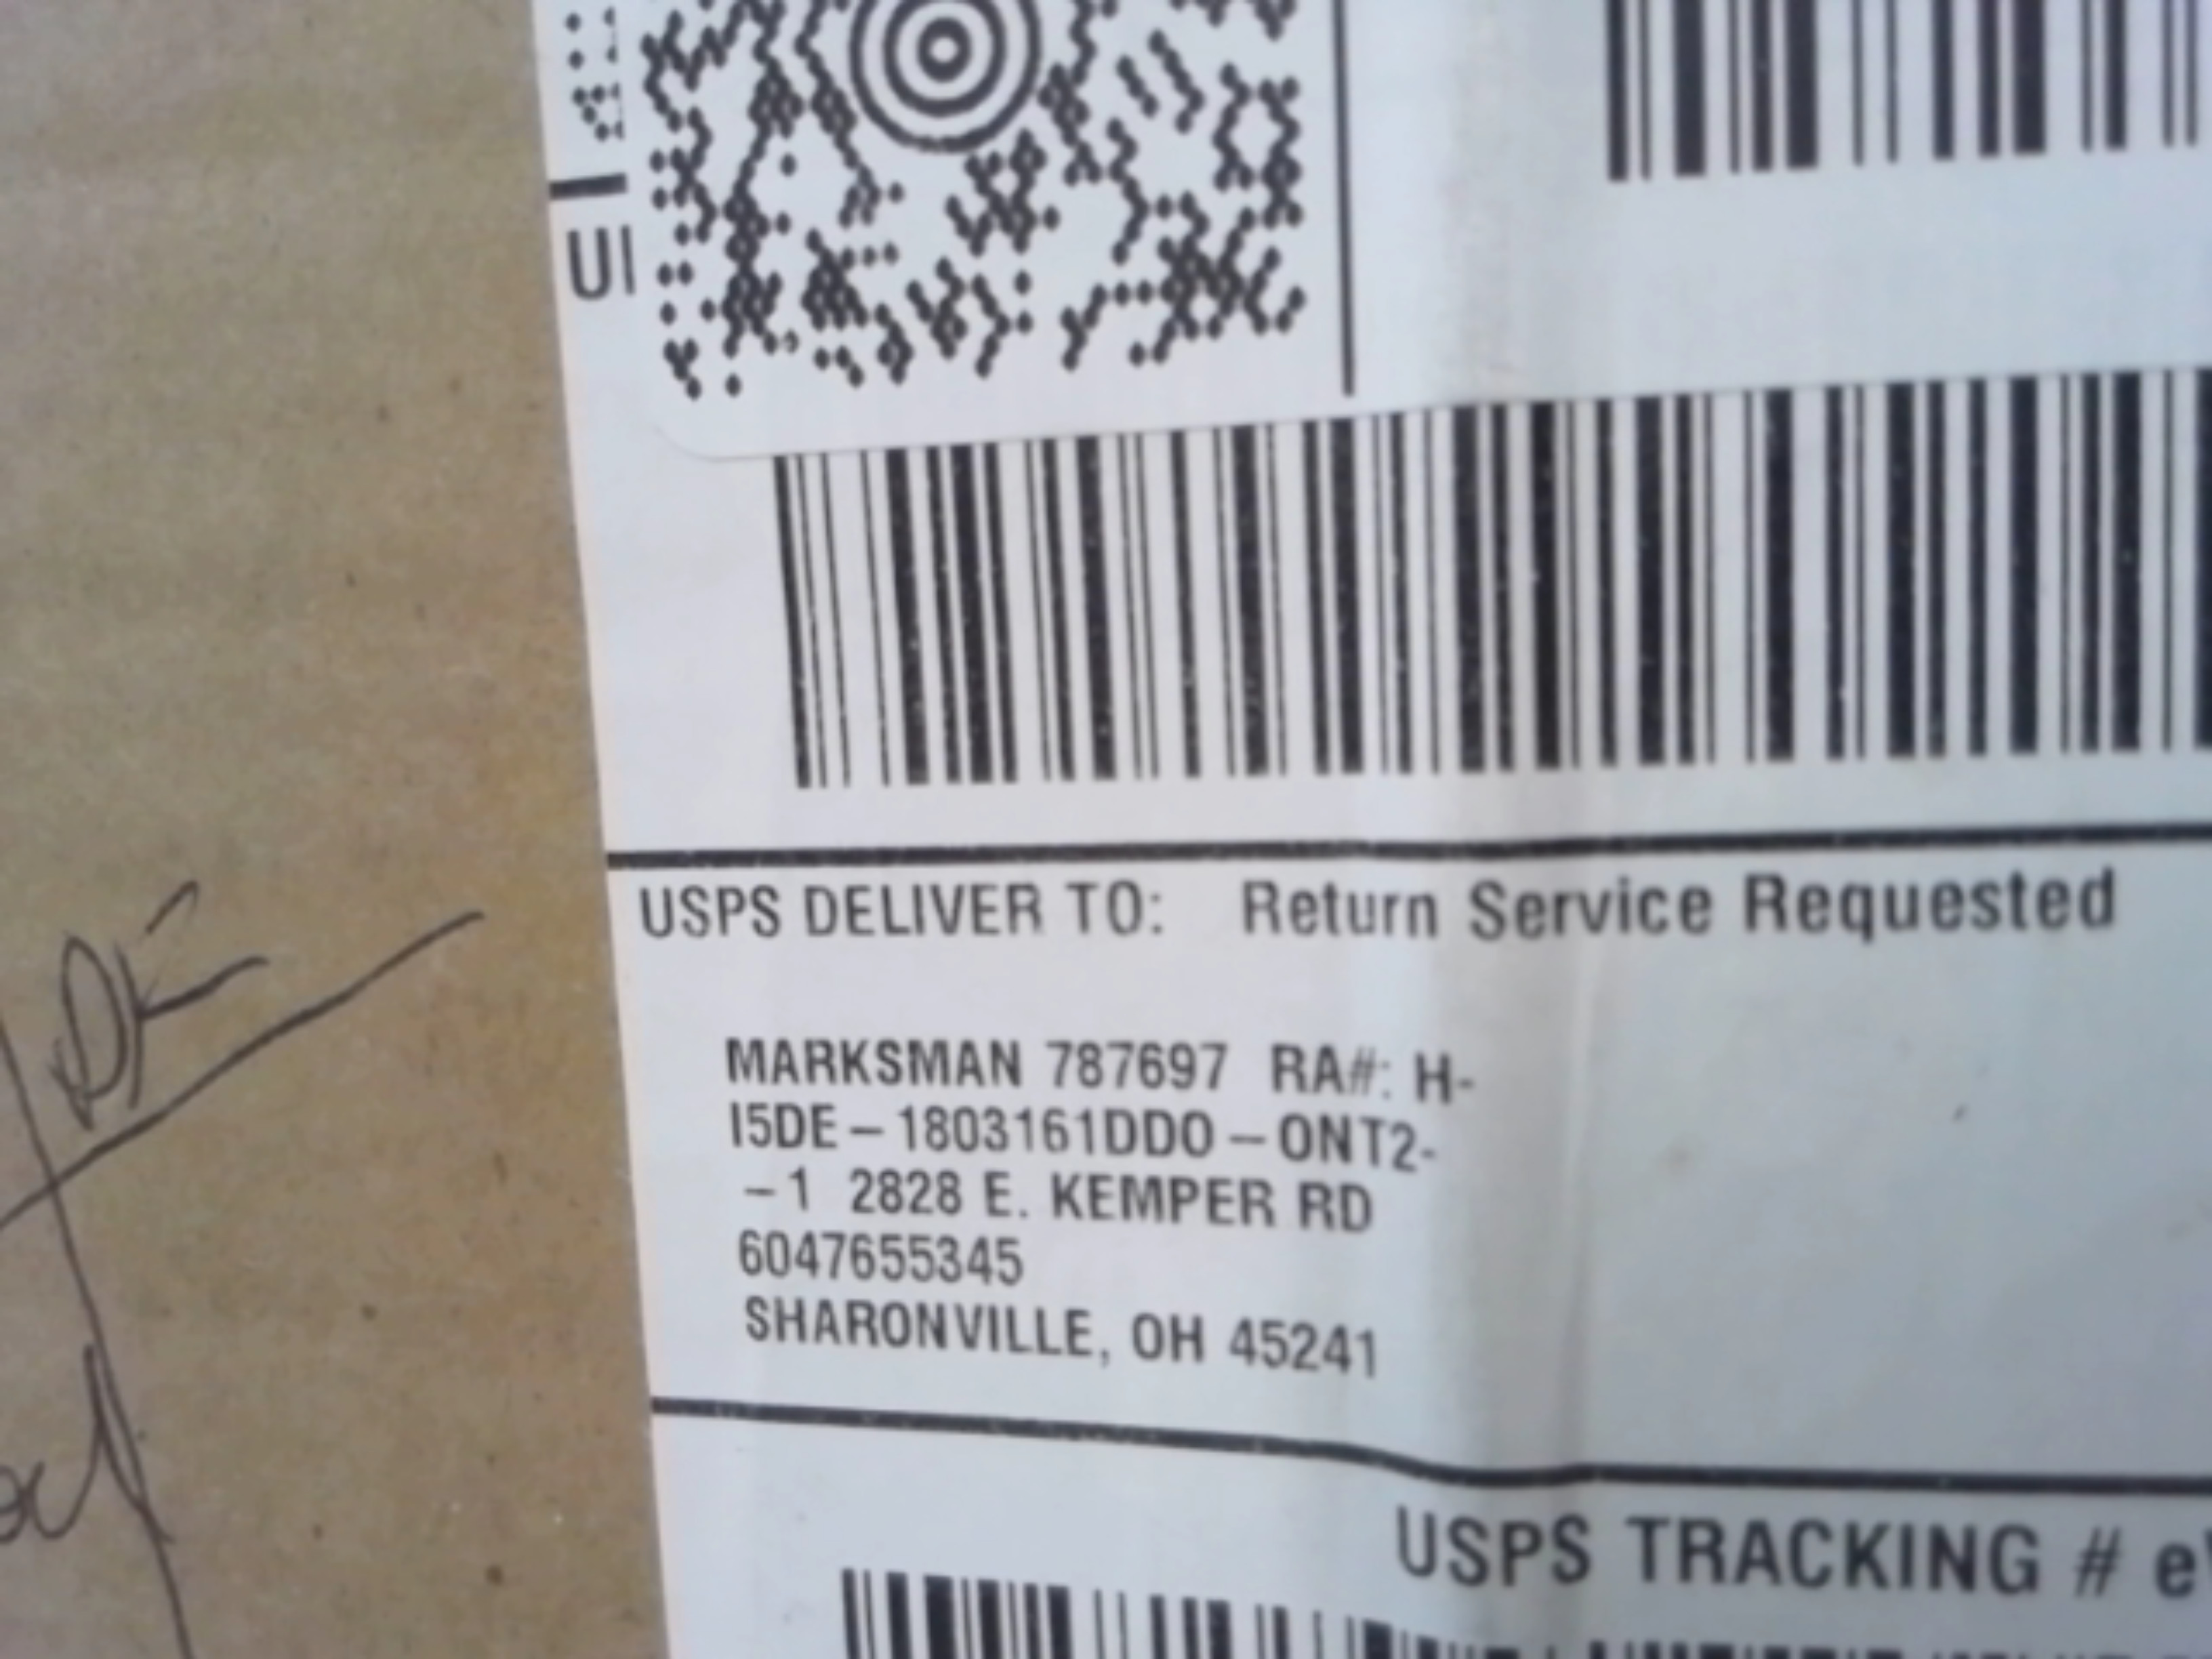 UI
USPS DELIVER TO: Return Service Requested
MARKSMAN 787697 RA#: H-
I5DE-1803161DDO-ONT2-
-1 2828 E. KEMPER RD
6047655345
SHARONVILLE, OH 45241
USPS TRACKING #